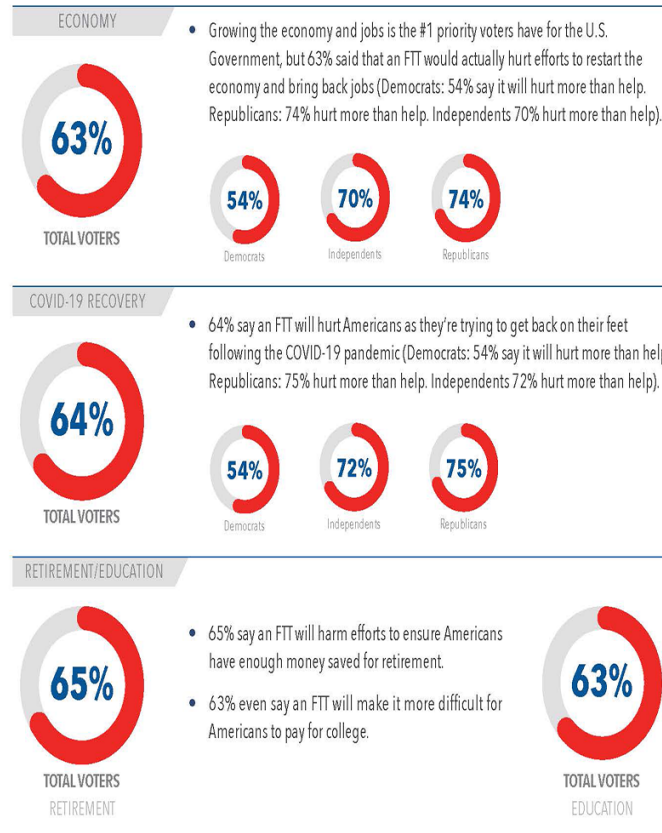 ECONOMY
63%
TOTAL VOTERS
• Growing the economy and jobs is the #1 priority voters have for the U.S.
Government, but 63% said that an FTT would actually hurt efforts to restart the
economy and bring back jobs (Democrats: 54% say it will hurt more than help.
Republicans: 74% hurt more than help. Independents 70% hurt more than help).
54%
Democrats
70%
Independents
74%
Republicans
COVID-19 RECOVERY
64%
TOTAL VOTERS
• 64% say an FTT will hurt Americans as they’re trying to get back on their feet
following the COVID-19 pandemic (Democrats: 54% say it will hurt more than hel
Republicans: 75% hurt more than help. Independents 72% hurt more than help).
54%
Democrats
72%
Independents
75%
Republicans
RETIREMENT/EDUCATION
65%
TOTAL VOTERS
RETIREMENT
• 65% say an FTT will harm efforts to ensure Americans
have enough money saved for retirement.
• 63% even say an FTT will make it more difficult for
Americans to pay for college.
63%
TOTAL VOTERS
EDUCATION